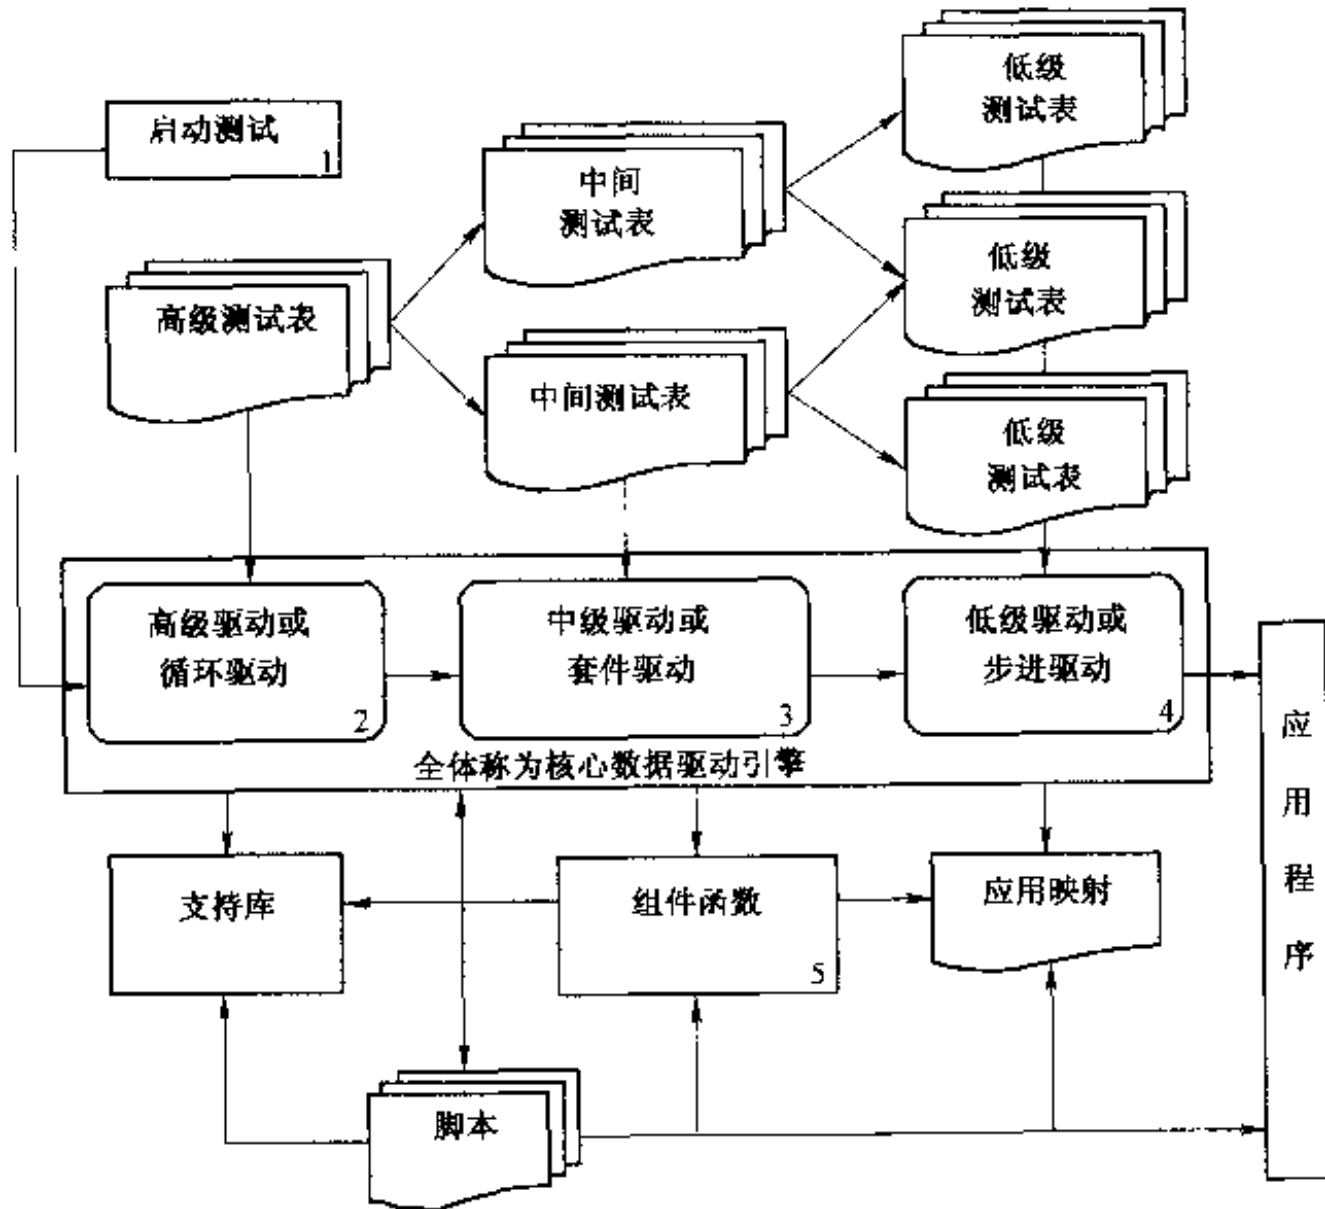 低级
测试表
启动测试
1
中间
测试表
低级
测试表
高级测试表
中间测试表
低级
测试表
高级驱动或
循环驱动
2
中级驱动或
套件驱动
3
低级驱动或
步进驱动
4
全体称为核心数据驱动引擎
应
用
程
序
支持库
组件函数
5
应用映射
脚本